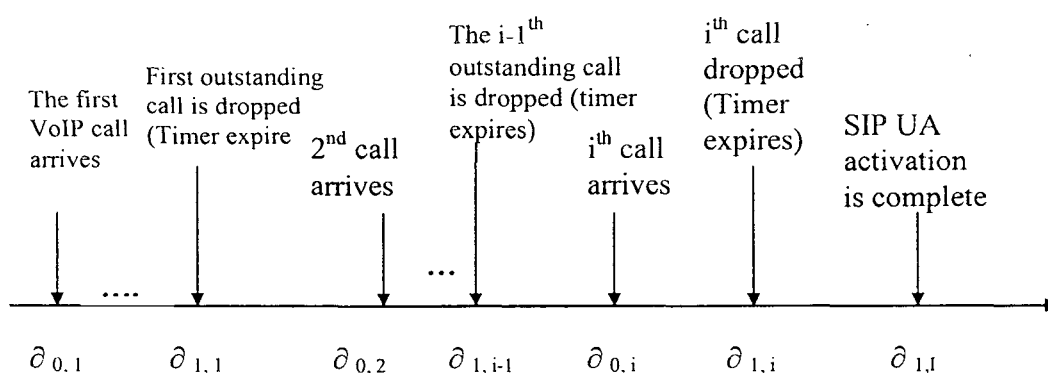 The first
VoIP call
arrives
First outstanding
call is dropped
(Timer expire
2nd call
arrives
The i-1th
outstanding call
is dropped (timer
expires)
ith call
arrives
ith call
dropped
(Timer
expires)
SIP UA
activation
is complete
....
...
∂ 0, 1
∂ 1, 1
∂ 0, 2
∂ 1, i-1
∂ 0, i
∂ 1, i
∂ 1,I